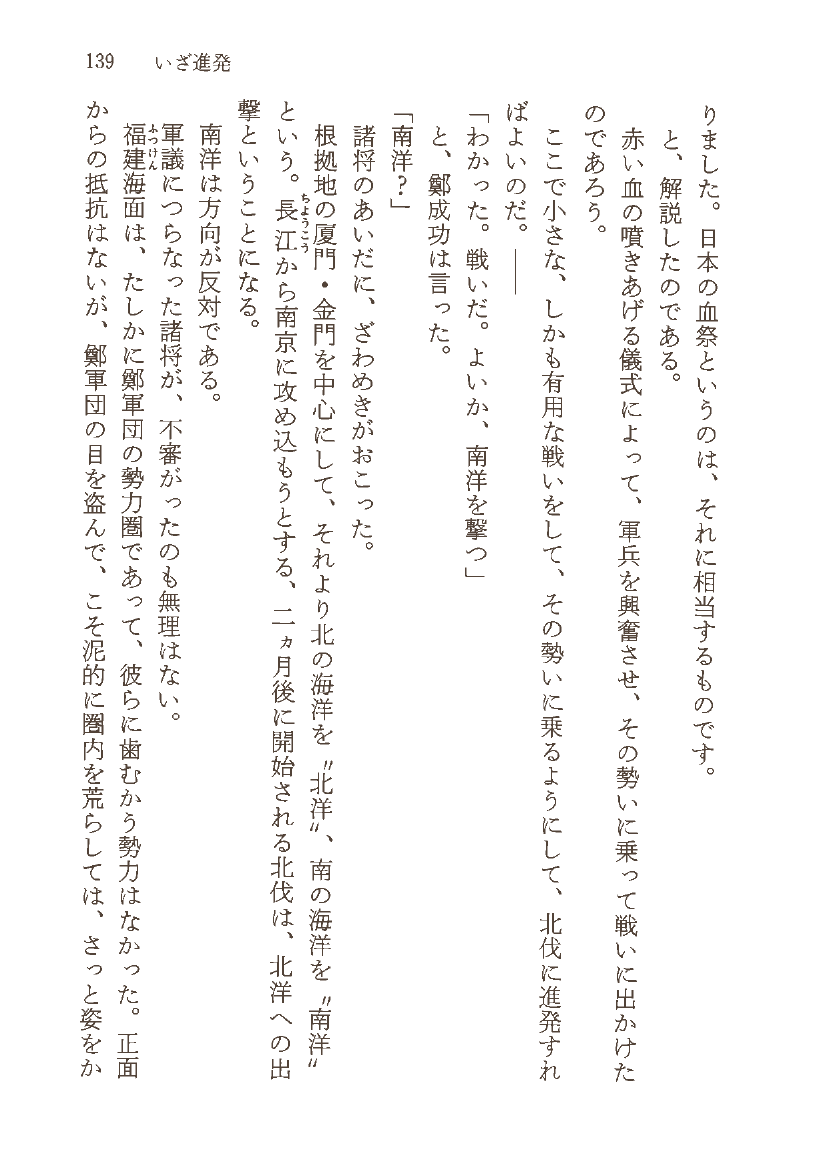 139　いざ進発
りました。日本の血祭というのは、それに相当するものです。
と、解説したのである。
赤い血の噴きあげる儀式によって、軍兵を興奮させ、その勢いに乗って戦いに出かけた
のであろう。
ここで小さな、しかも有用な戦いをして、その勢いに乗るようにして、北伐に進発すれ
ばよいのだ。――
「わかった。戦いだ。よいか、南洋を撃つ」
と、鄭成功は言った。
「南洋？」
諸将のあいだに、ざわめきがおこった。
根拠地の厦門・金門を中心にして、それより北の海洋を〝北洋〟、南の海洋を〝南洋〟
という。長江から南京に攻め込もうとする、二ヵ月後に開始される北伐は、北洋への出
ちようこう
撃ということになる。
南洋は方向が反対である。
軍議につらなった諸将が、不審がったのも無理はない。
福建海面は、たしかに鄭軍団の勢力圏であって、彼らに歯むかう勢力はなかった。正面
ふつけん
からの抵抗はないが、鄭軍団の目を盗んで、こそ泥的に圏内を荒らしては、さっと姿をか